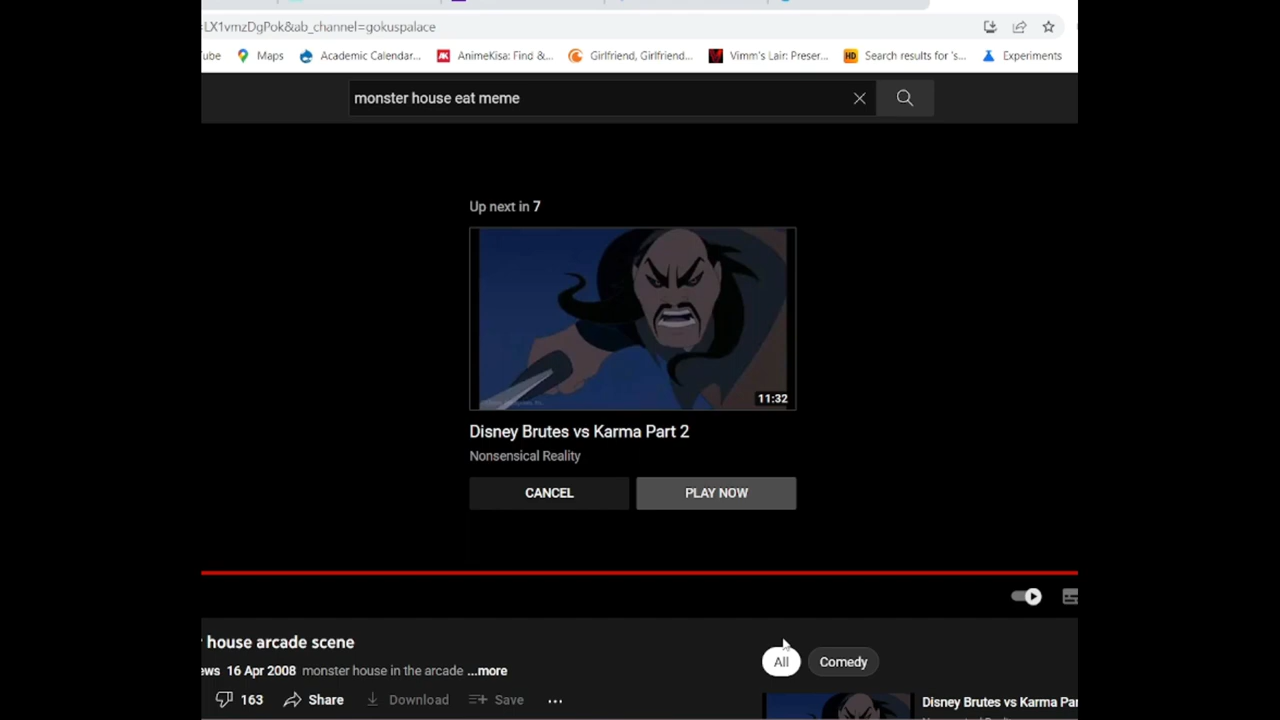 =LX1vmzDgPok&ab_channel=gokuspalace
ube Maps Academic Calendar... AnimeKisa: Find &... Girlfriend, Girlfriend... Vimm's Lair: Preser... HD Search results for 's... Experiments
monster house eat meme
Up next in 7
11:32
Disney Brutes vs Karma Part 2
Nonsensical Reality
CANCEL PLAY NOW
r house arcade scene
ews 16 Apr 2008 monster house in the arcade ...more
All Comedy
163 Share Download Save ...
Disney Brutes vs Karma Par